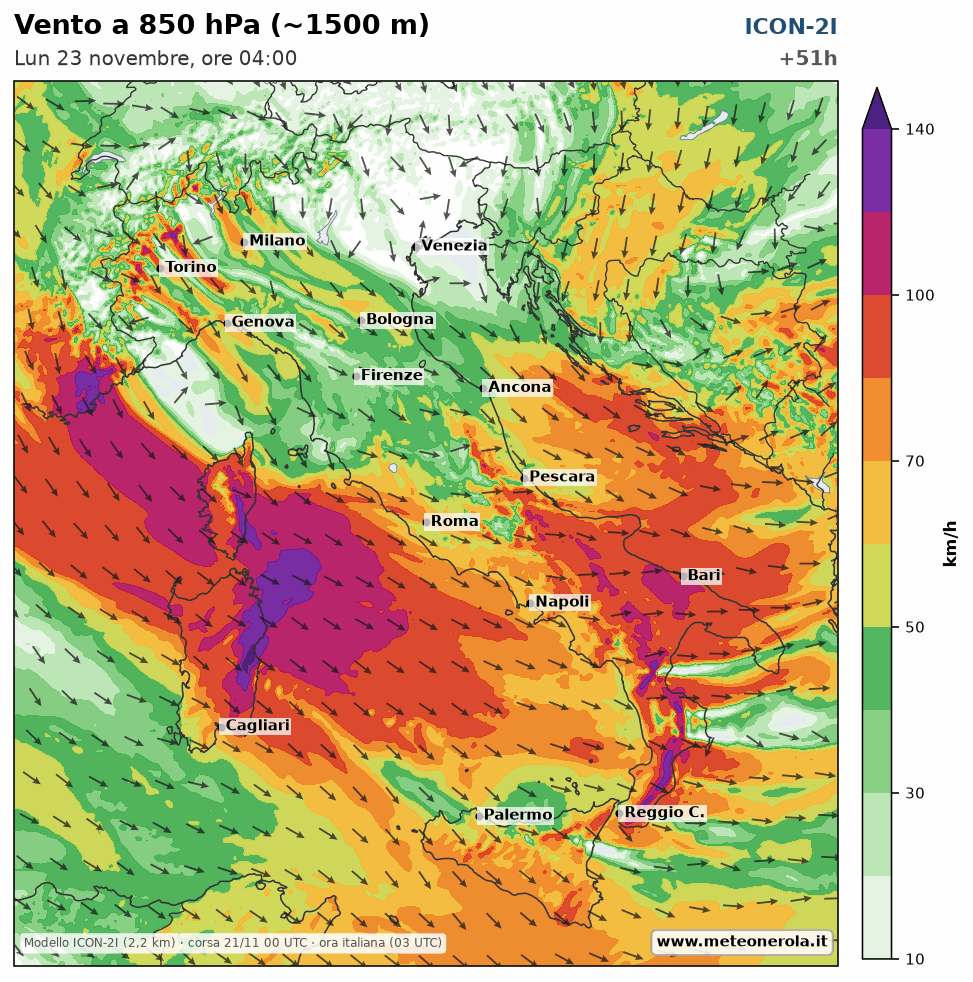 Vento a 850 hPa (~1500 m)
ICON-2I
Lun 23 novembre, ore 04:00
+51h
140
Milano
Venezia
Torino
100
Genova
Bologna
Firenze
Ancona
70
Pescara
Roma
km/h
Bari
Napoli
50
Cagliari
30
Palermo
Reggio C.
Modello ICON-2I (2,2 km) · corsa 21/11 00 UTC · ora italiana (03 UTC)
www.meteonerola.it
10